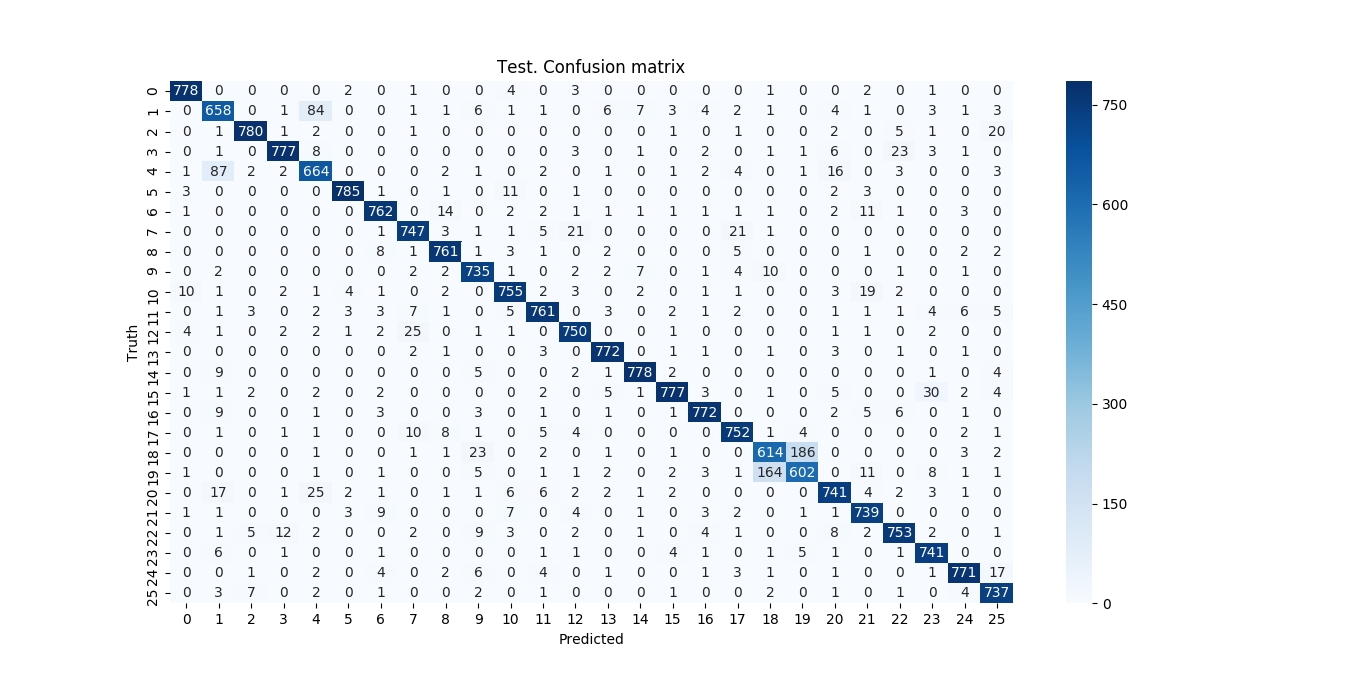 Test. Confusion matrix
0 778 0 0 0 0 2 0 1 0 0 4 0 3 0 0 0 0 0 1 0 0 2 0 1 0 0
1 0 658 0 1 84 0 0 1 1 6 1 1 0 6 7 3 4 2 1 0 4 1 0 3 1 3
2 0 1 780 1 2 0 0 1 0 0 0 0 0 0 0 1 0 1 0 0 2 0 5 1 0 20
3 0 1 0 777 8 0 0 0 0 0 0 0 3 0 1 0 2 0 1 1 6 0 23 3 1 0
4 1 87 2 2 664 0 0 0 2 1 0 2 0 1 0 1 2 4 0 1 16 0 3 0 0 3
5 3 0 0 0 0 785 1 0 1 0 11 0 1 0 0 0 0 0 0 0 2 3 0 0 0 0
6 1 0 0 0 0 0 762 0 14 0 2 2 1 1 1 1 1 1 1 0 2 11 1 0 3 0
7 0 0 0 0 0 0 1 747 3 1 1 5 21 0 0 0 0 21 1 0 0 0 0 0 0 0
8 0 0 0 0 0 0 8 1 761 1 3 1 0 2 0 0 0 5 0 0 0 1 0 0 2 2
9 0 2 0 0 0 0 0 2 2 735 1 0 2 2 7 0 1 4 10 0 0 0 1 0 1 0
10 10 1 0 2 1 4 1 0 2 0 755 2 3 0 2 0 1 1 0 0 3 19 2 0 0 0
11 0 1 3 0 2 3 3 7 1 0 5 761 0 3 0 2 1 2 0 0 1 1 1 4 6 5
12 4 1 0 2 2 1 2 25 0 1 1 0 750 0 0 0 1 0 0 0 1 1 0 2 0 0
13 0 0 0 0 0 0 0 2 1 0 0 3 0 772 0 1 1 0 1 0 3 0 1 0 1 0
14 0 9 0 0 0 0 0 0 0 5 0 0 2 1 778 2 0 0 0 0 0 0 0 1 0 4
15 1 1 2 0 2 0 2 0 0 0 0 2 0 5 1 777 3 0 1 0 5 0 0 30 2 4
16 0 9 0 0 1 0 3 0 0 3 0 1 0 1 0 1 772 0 0 0 2 5 6 0 1 0
17 0 1 0 1 1 0 0 10 8 1 0 5 4 0 0 0 0 752 1 4 0 0 0 0 2 1
18 0 0 0 0 1 0 0 1 1 23 0 0 0 1 0 1 0 0 614 186 0 0 0 0 3 2
19 1 0 0 0 1 0 1 0 0 5 0 1 1 2 0 2 3 1 164 602 0 11 0 8 1 1
20 0 17 0 1 25 2 1 0 1 1 6 6 2 2 1 2 0 0 0 0 741 4 2 3 1 0
21 1 1 0 0 0 3 9 0 0 0 7 0 4 0 1 0 3 2 0 1 1 739 0 0 0 0
22 0 1 5 12 2 0 0 2 0 9 3 0 2 0 1 0 4 1 0 0 8 2 753 2 0 1
23 0 6 0 1 0 0 1 0 0 0 0 1 1 0 0 4 1 0 1 5 1 0 1 741 0 0
24 0 0 1 0 2 0 4 0 2 6 0 4 0 1 0 0 1 3 1 0 1 0 0 1 771 17
25 0 3 7 0 2 0 1 0 0 2 0 1 0 0 0 1 0 0 2 0 1 0 1 0 4 737
Truth
0 1 2 3 4 5 6 7 8 9 10 11 12 13 14 15 16 17 18 19 20 21 22 23 24 25
Predicted
750
600
450
300
150
0